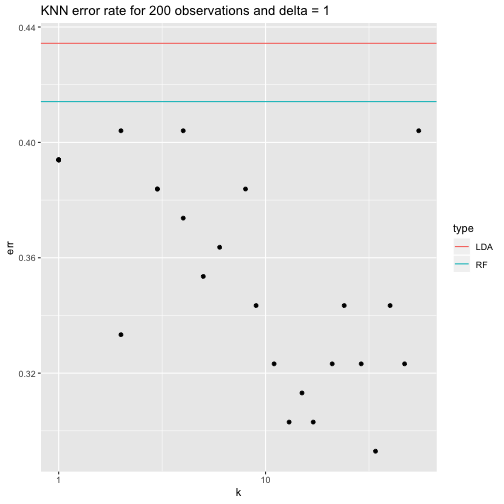 KNN error rate for 200 observations and delta = 1
0.44
0.40
0.36
0.32
err
1
10
k
type
LDA
RF